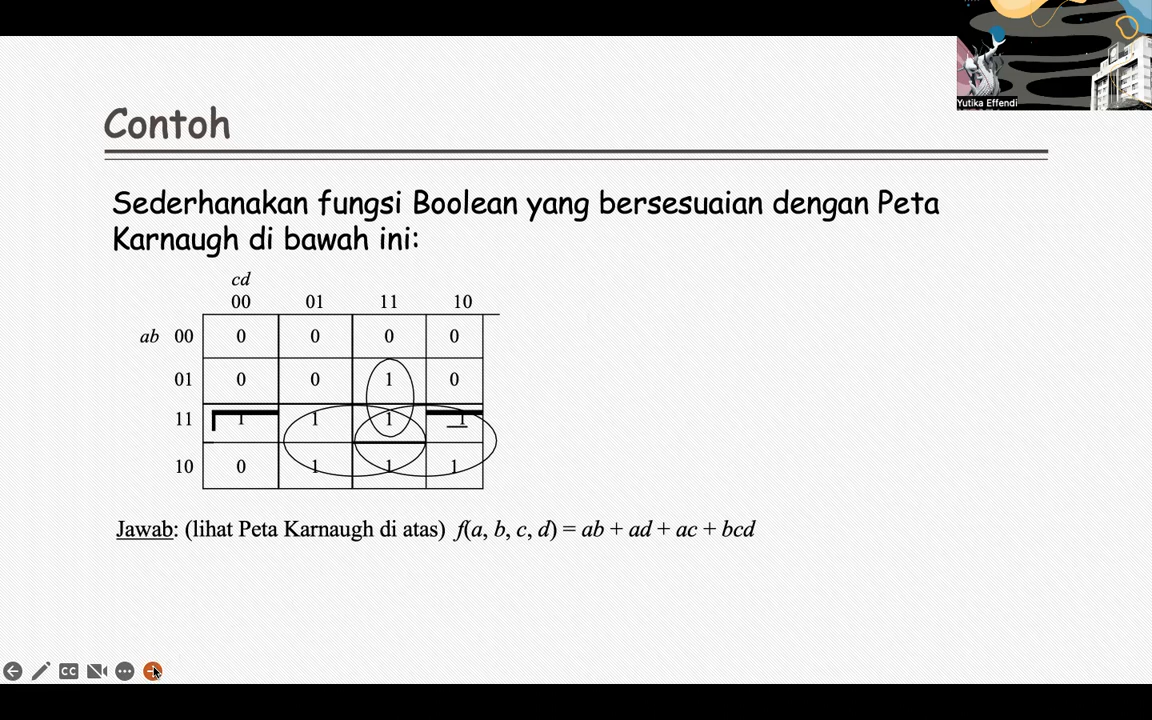 Yutika Effendi
Contoh
Sederhanakan fungsi Boolean yang bersesuaian dengan Peta
Karnaugh di bawah ini:
cd
00 01 11 10
ab 00 0 0 0 0
01 0 0 1 0
11 1 1 1 1
10 0 1 1 1
Jawab: (lihat Peta Karnaugh di atas) f(a, b, c, d) = ab + ad + ac + bcd
CC